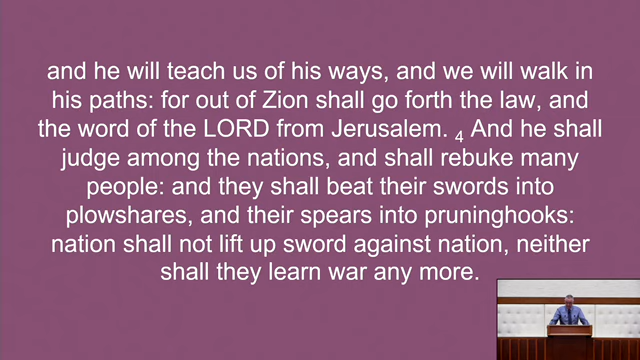 and he will teach us of his ways, and we will walk in
his paths: for out of Zion shall go forth the law, and
the word of the LORD from Jerusalem. 4 And he shall
judge among the nations, and shall rebuke many
people: and they shall beat their swords into
plowshares, and their spears into pruninghooks:
nation shall not lift up sword against nation, neither
shall they learn war any more.